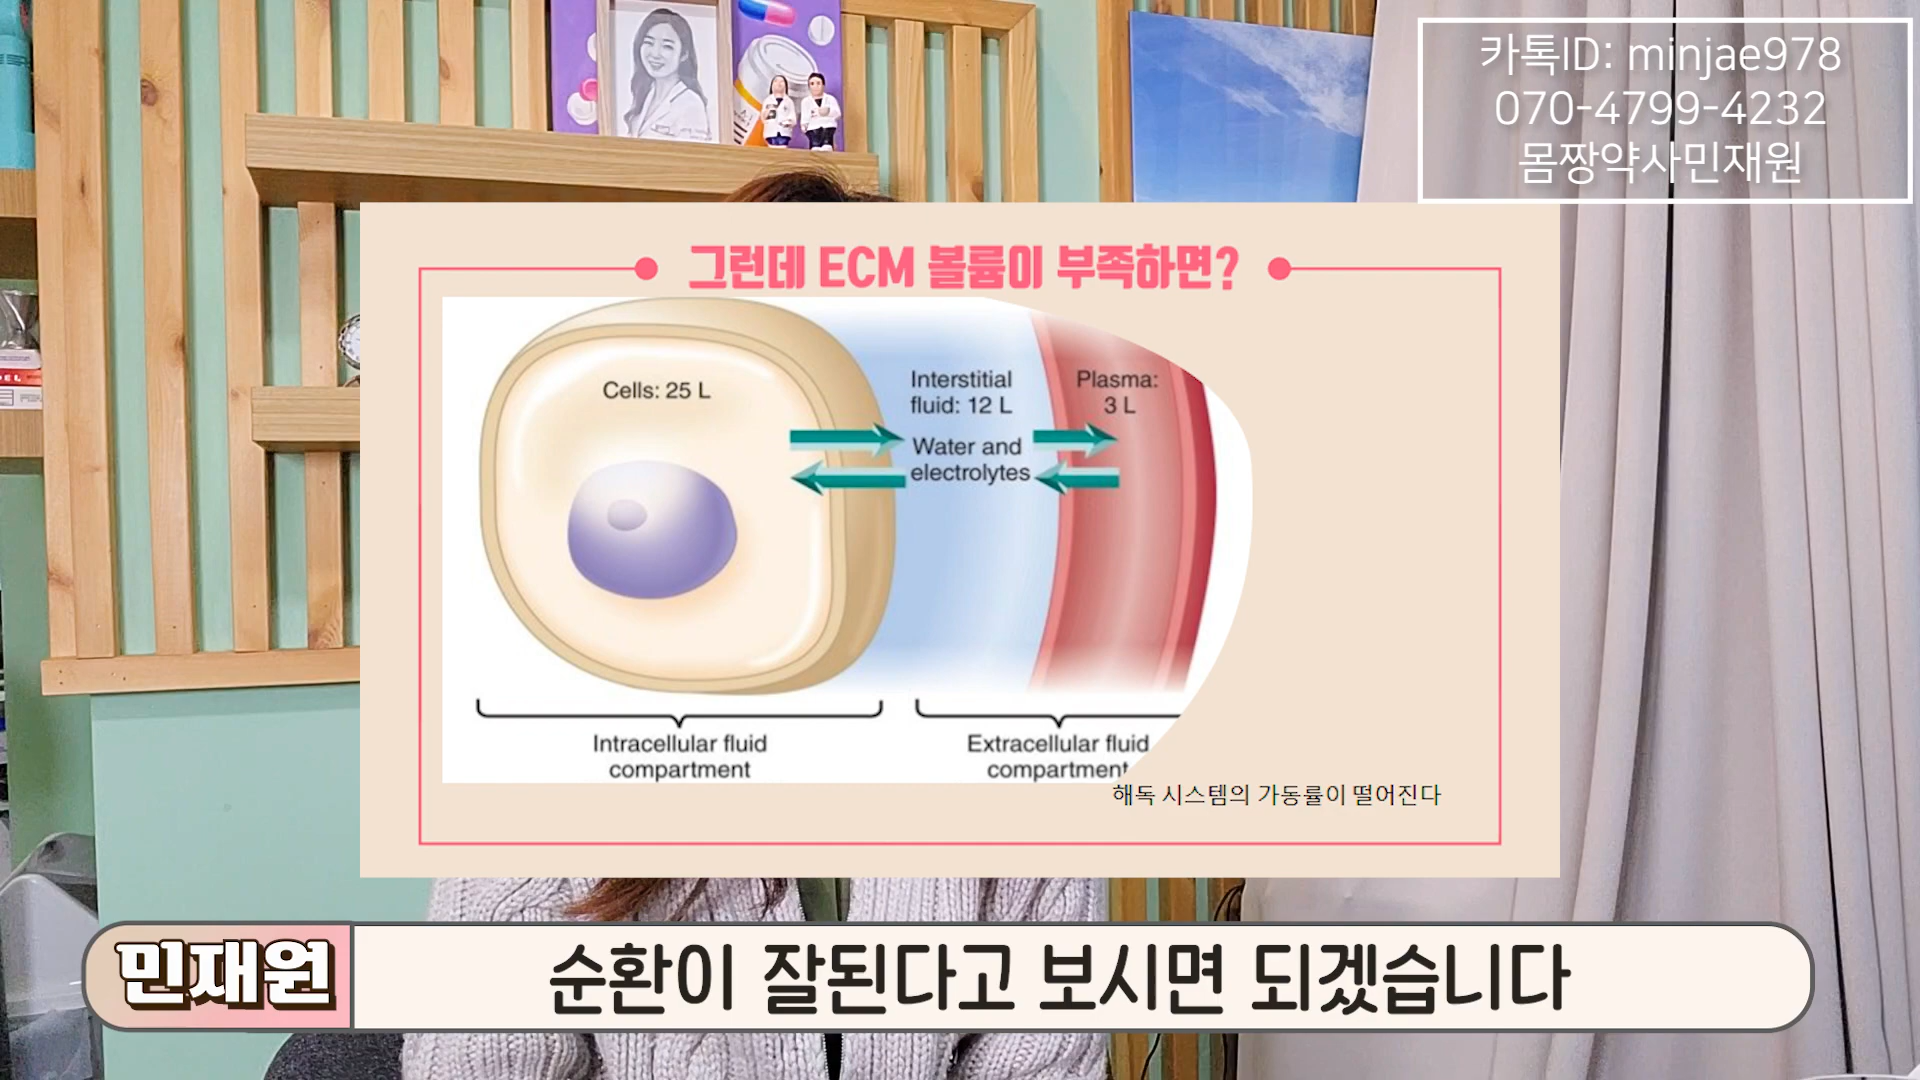 카톡ID: minjae978
070-4799-4232
몸짱약사민재원
그런데 ECM 볼륨이 부족하면?
Cells: 25 L
Interstitial
fluid: 12 L
Plasma:
3 L
Water and
electrolytes
Intracellular fluid
compartment
Extracellular fluid
compartment
해독 시스템의 가동률이 떨어진다
민재원
순환이 잘된다고 보시면 되겠습니다